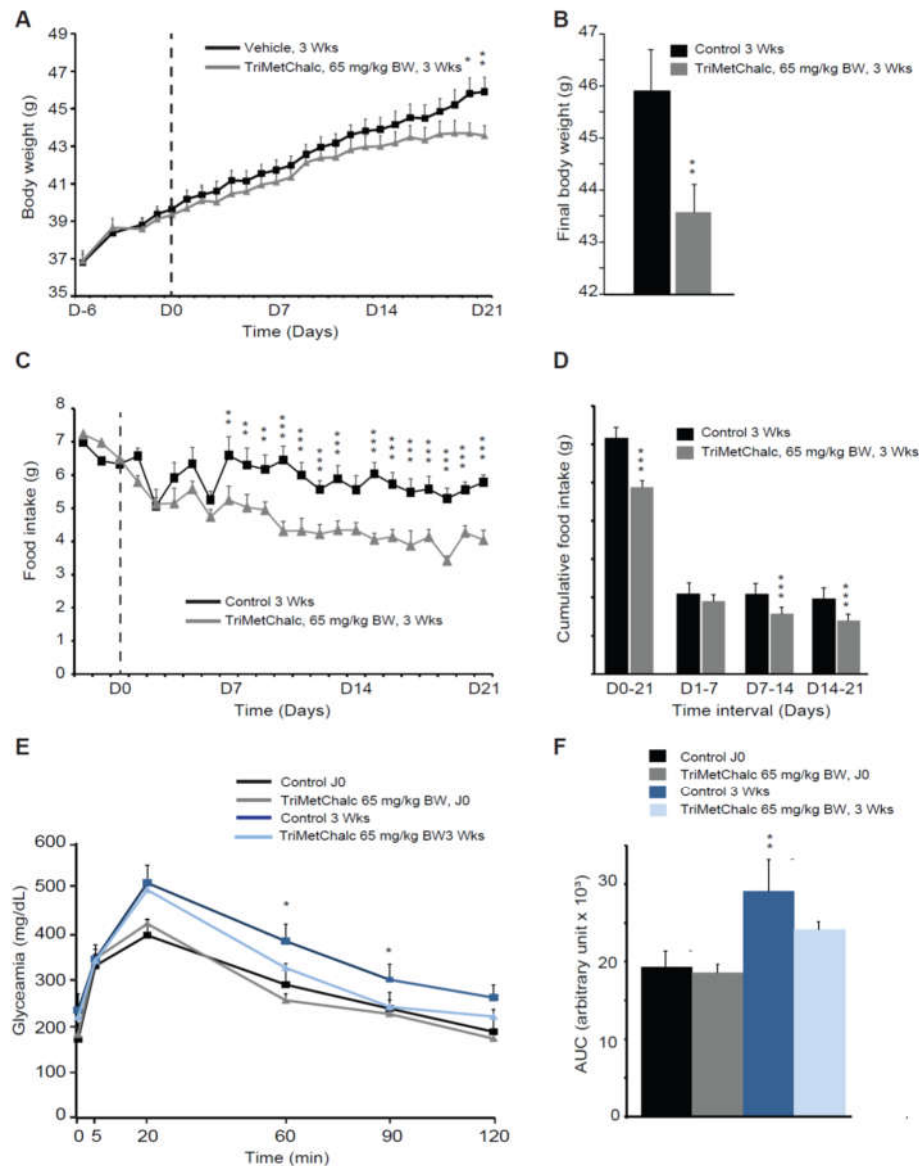 A
B
49
47
45
43
41
39
37
35
Body weight (g)
Vehicle, 3 Wks
TriMetChalc, 65 mg/kg BW, 3 Wks
*
**
D-6 D0 D7 D14 D21
Time (Days)
47
46
45
44
43
42
Final body weight (g)
Control 3 Wks
TriMetChalc, 65 mg/kg BW, 3 Wks
**
C
D
8
7
6
5
4
3
2
1
0
Food intake (g)
** ** ** *** *** *** *** *** *** *** *** *** *** ***
Control 3 Wks
TriMetChalc, 65 mg/kg BW, 3 Wks
D0 D7 D14 D21
Time (Days)
Cumulative food intake (g)
Control 3 Wks
TriMetChalc, 65 mg/kg BW, 3 Wks
*** *** ***
D0-21 D1-7 D7-14 D14-21
Time interval (Days)
E
F
Control J0
TriMetChalc 65 mg/kg BW, J0
Control 3 Wks
TriMetChalc 65 mg/kg BW3 Wks
600
500
400
300
200
100
0
Glyceamia (mg/dL)
* *
0 5 20 60 90 120
Time (min)
Control J0
TriMetChalc 65 mg/kg BW, J0
Control 3 Wks
TriMetChalc 65 mg/kg BW, 3 Wks
30
20
10
0
AUC (arbitrary unit x 10³)
**